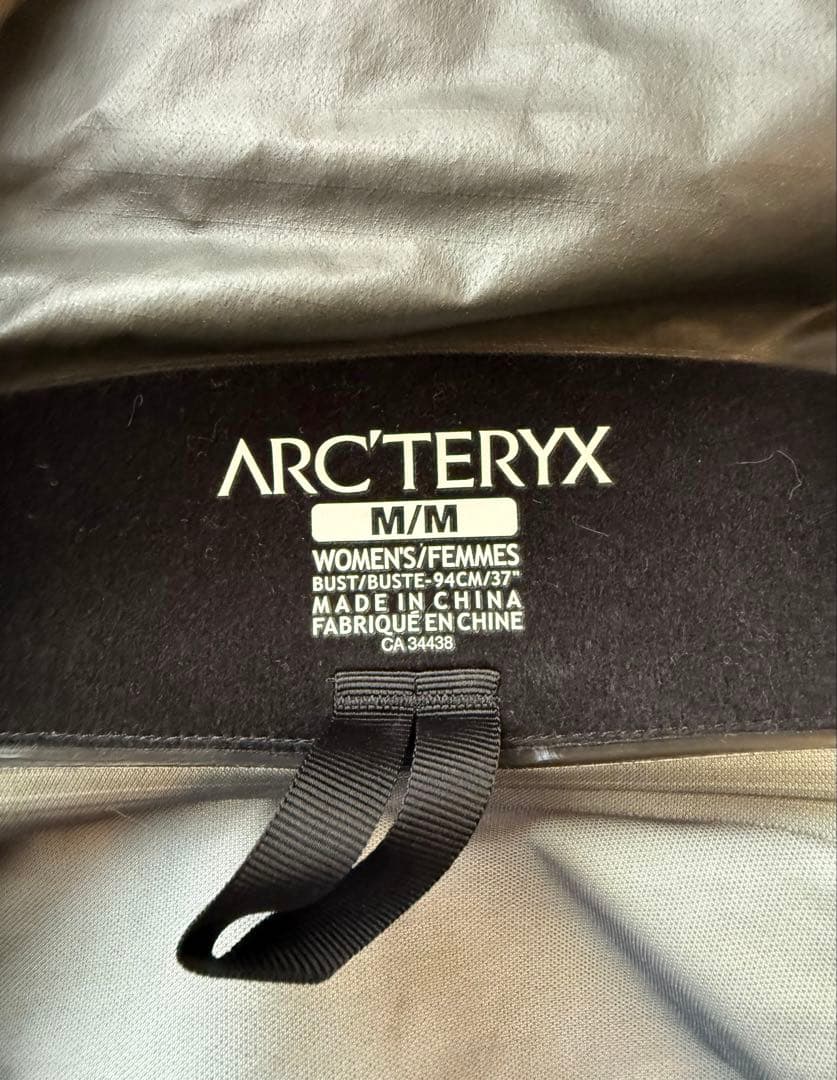 ARC'TERYX
M/M
WOMEN'S/FEMMES
BUST/BUSTE-94CM/37"
MADE IN CHINA
FABRIQUÉ EN CHINE
CA 34438